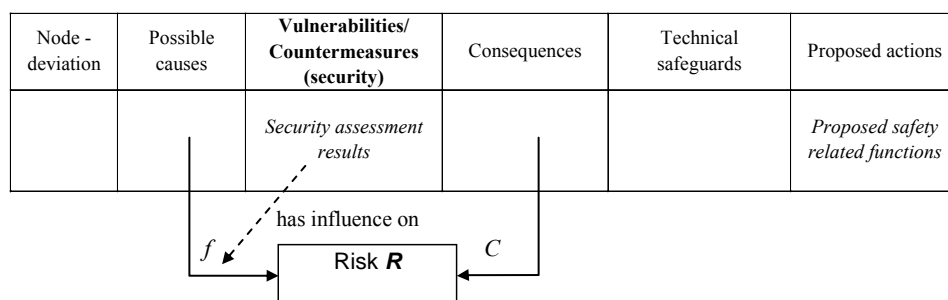 Node -
deviation
Possible
causes
Vulnerabilities/
Countermeasures
(security)
Consequences
Technical
safeguards
Proposed actions
Security assessment
results
Proposed safety
related functions
has influence on
f
Risk R
C